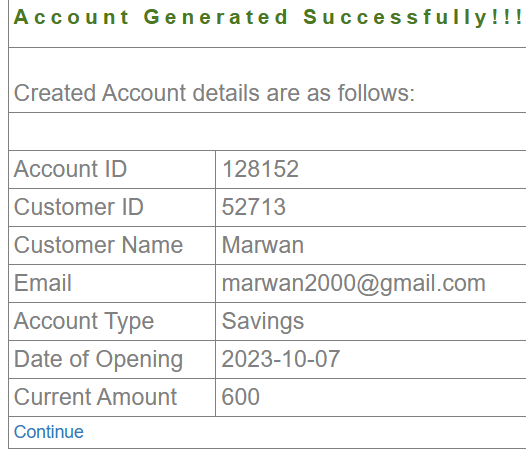 Account Generated Successfully!!!
Created Account details are as follows:
Account ID 128152
Customer ID 52713
Customer Name Marwan
Email marwan2000@gmail.com
Account Type Savings
Date of Opening 2023-10-07
Current Amount 600
Continue